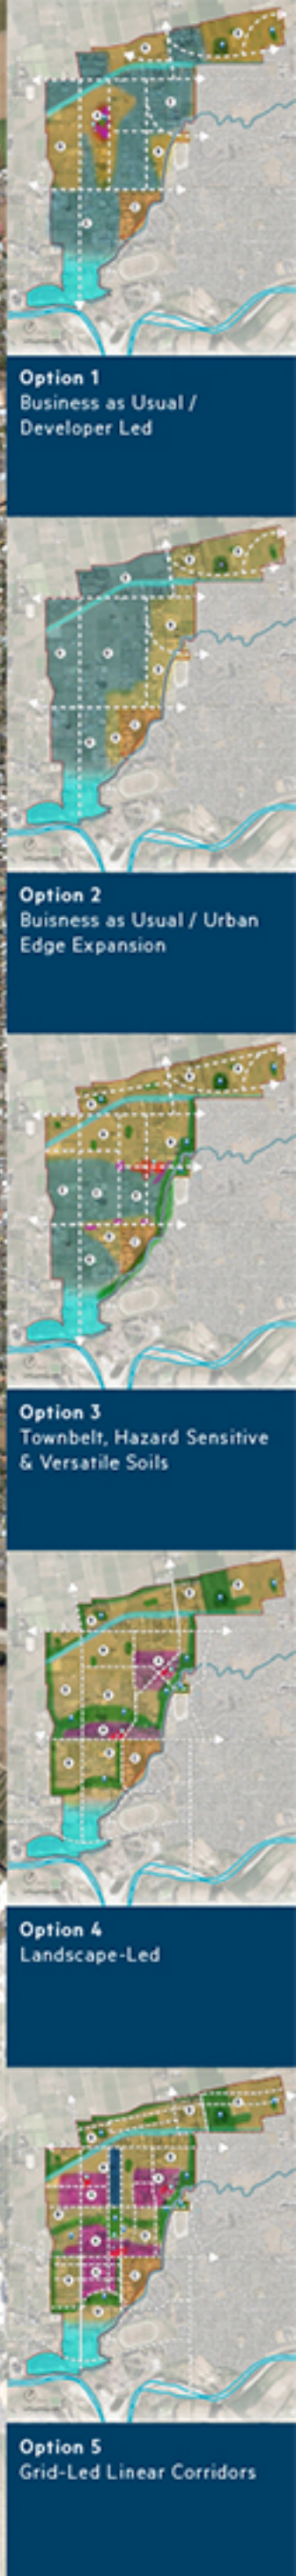 Option 1
Business as Usual /
Developer Led
Option 2
Buisness as Usual / Urban
Edge Expansion
Option 3
Townbelt, Hazard Sensitive
& Versatile Soils
Option 4
Landscape-Led
Option 5
Grid-Led Linear Corridors